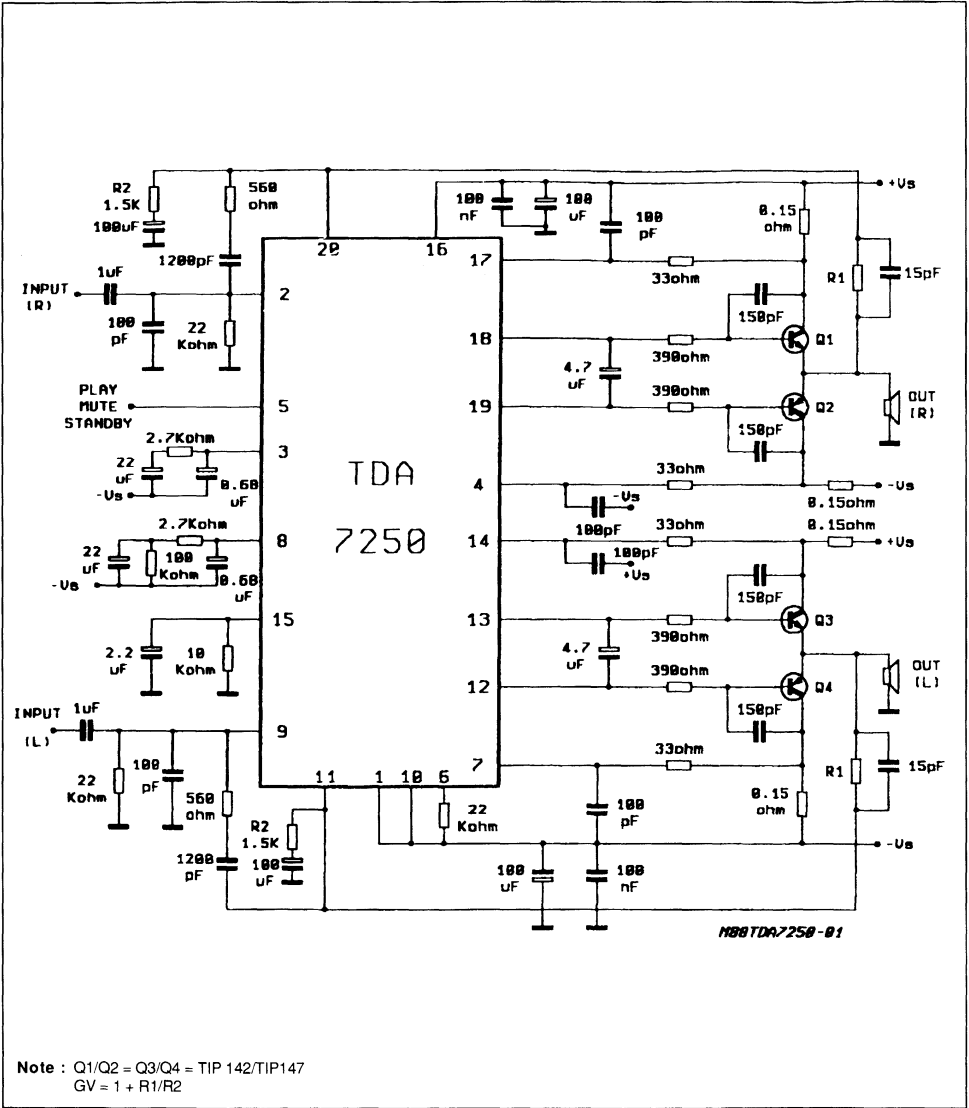 R2
1.5K
100uF
560
ohm
1200pF
1uF
INPUT
(R)
100
pF
22
Kohm
PLAY
MUTE
STANDBY
2.7Kohm
22
uF
-Vs
0.68
uF
2.7Kohm
22
uF
100
Kohm
-Vs
0.68
uF
2.2
uF
10
Kohm
INPUT
(L)
1uF
22
Kohm
100
pF
560
ohm
1200
pF
R2
1.5K
100
uF
20
16
2
5
3
8
15
9
11
1
10
6
17
18
19
4
14
13
12
7
TDA
7250
22
Kohm
100
nF
100
uF
100
pF
0.15
ohm
+Vs
33ohm
R1
15pF
150pF
390ohm
Q1
4.7
uF
390ohm
Q2
OUT
(R)
150pF
33ohm
-Vs
0.15ohm
-Vs
100pF
33ohm
0.15ohm
+Vs
100pF
+Vs
150pF
390ohm
Q3
4.7
uF
390ohm
Q4
OUT
(L)
150pF
33ohm
R1
15pF
0.15
ohm
100
pF
-Vs
100
uF
100
nF
M88TDA7250-01
Note : Q1/Q2 = Q3/Q4 = TIP 142/TIP147
GV = 1 + R1/R2